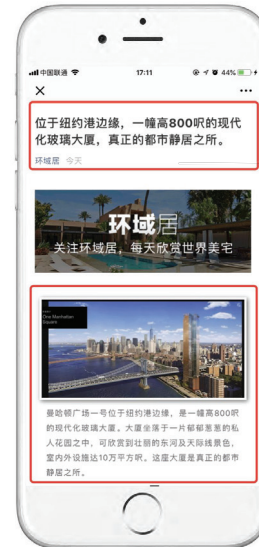 中国联通
17:11
44%
位于纽约港边缘，一幢高800呎的现代
化玻璃大厦，真正的都市静居之所。
环域居 今天
环域居
关注环域居，每天欣赏世界美宅
One Manhattan
Square
曼哈顿广场一号位于纽约港边缘，是一幢高800呎
的现代化玻璃大厦。大厦坐落于一片郁郁葱葱的私
人花园之中，可欣赏到壮丽的东河及天际线景色，
室内外设施达10万平方呎。这座大厦是真正的都市
静居之所。